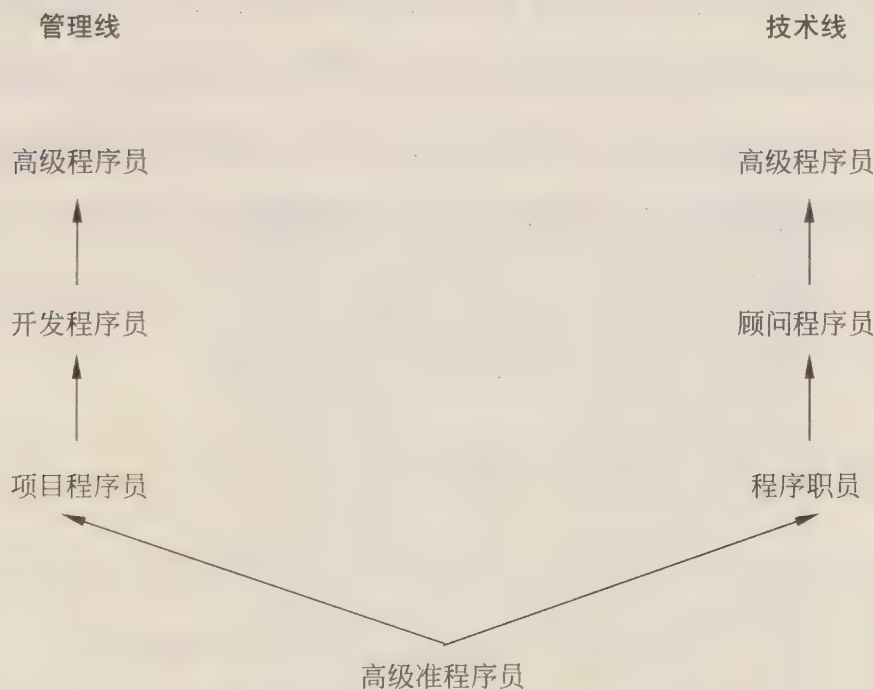 管理线 技术线
高级程序员 高级程序员
开发程序员 顾问程序员
项目程序员 程序职员
高级准程序员